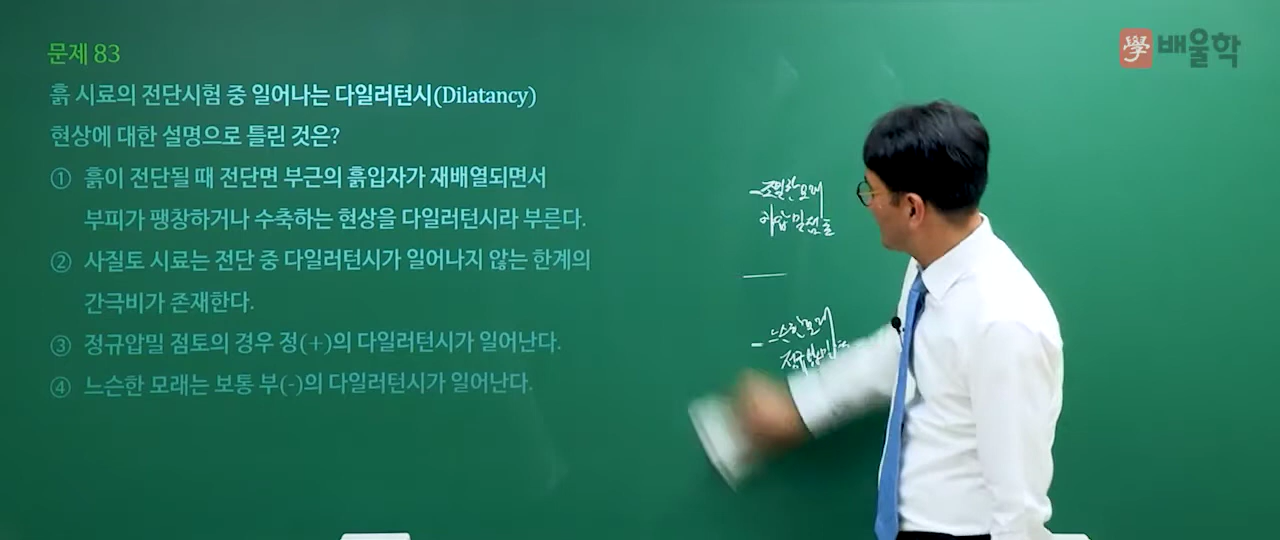 문제 83
흙 시료의 전단시험 중 일어나는 다일러턴시(Dilatancy)
현상에 대한 설명으로 틀린 것은?
① 흙이 전단될 때 전단면 부근의 흙입자가 재배열되면서
부피가 팽창하거나 수축하는 현상을 다일러턴시라 부른다.
② 사질토 시료는 전단 중 다일러턴시가 일어나지 않는 한계의
간극비가 존재한다.
③ 정규압밀 점토의 경우 정(+)의 다일러턴시가 일어난다.
④ 느슨한 모래는 보통 부(-)의 다일러턴시가 일어난다.
學 배울학
모래
느슨한 모래